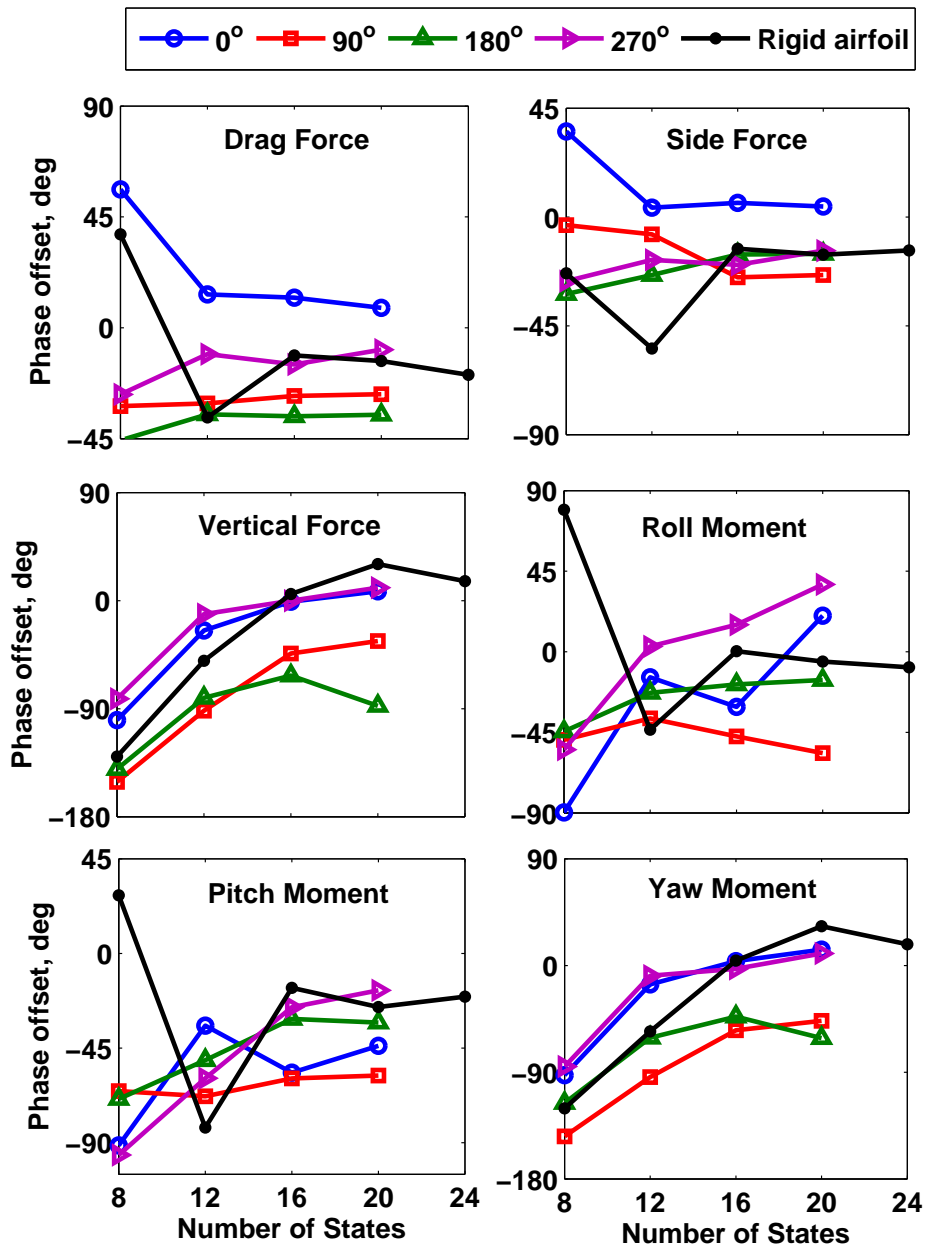 0° 90° 180° 270° Rigid airfoil
Drag Force
90
45
0
−45
Phase offset, deg
Side Force
45
0
−45
−90
Vertical Force
90
0
−90
−180
Phase offset, deg
Roll Moment
90
45
0
−45
−90
Pitch Moment
45
0
−45
−90
Phase offset, deg
8 12 16 20 24
Number of States
Yaw Moment
90
0
−90
−180
8 12 16 20 24
Number of States